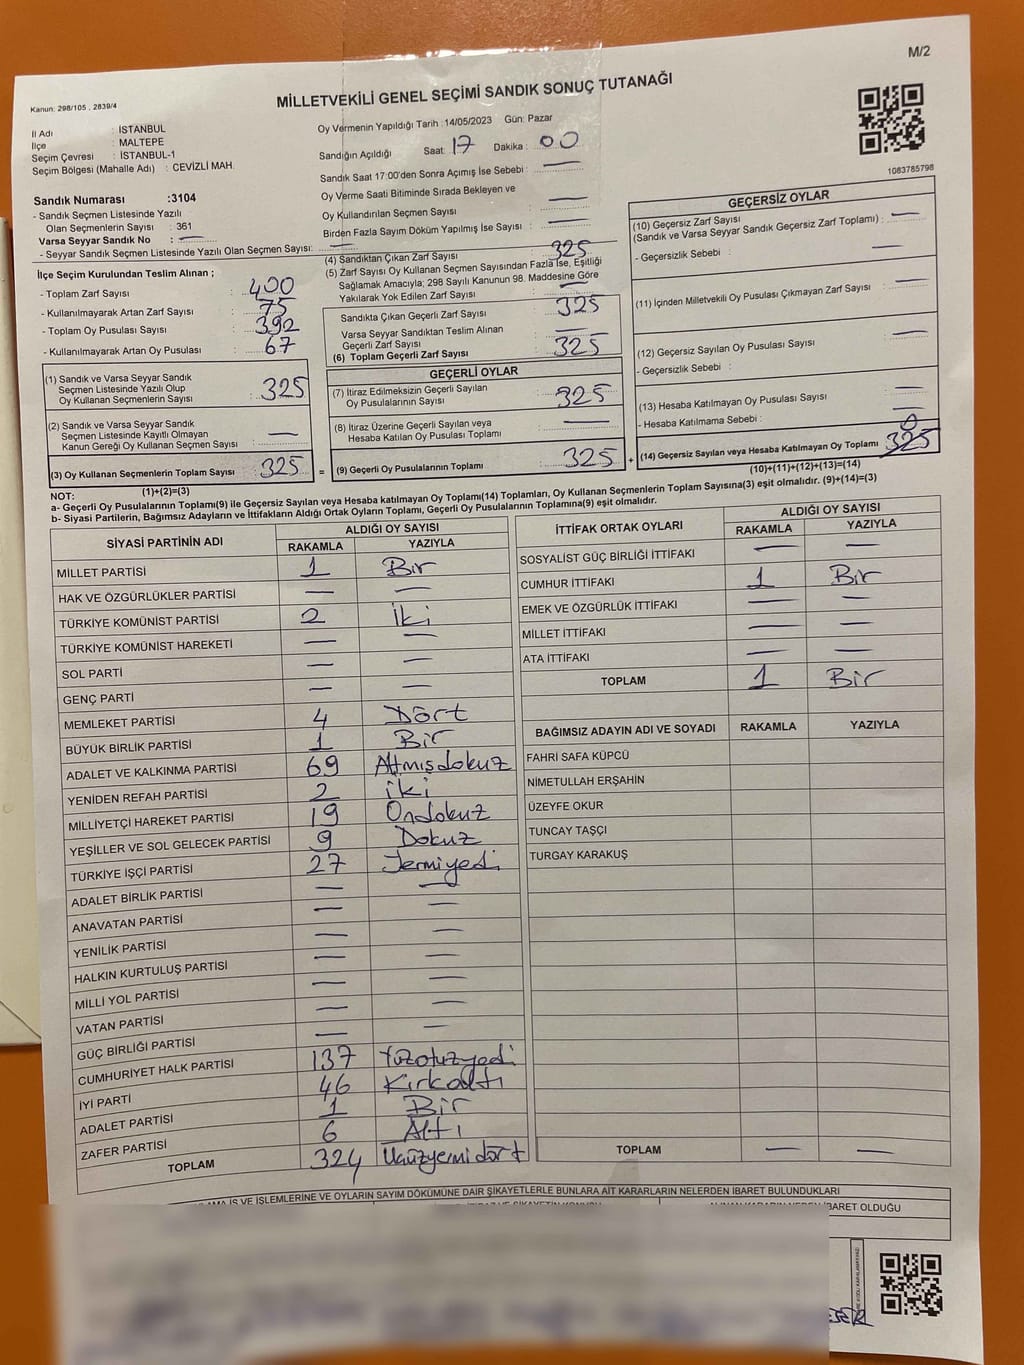 M/2
Kanun: 298/105 . 2839/4
MİLLETVEKİLİ GENEL SEÇİMİ SANDIK SONUÇ TUTANAĞI
İl Adı : İSTANBUL
İlçe : MALTEPE
Seçim Çevresi : İSTANBUL-1
Seçim Bölgesi (Mahalle Adı) : CEVİZLİ MAH.
Sandık Numarası :3104
- Sandık Seçmen Listesinde Yazılı
Olan Seçmenlerin Sayısı : 361
Varsa Seyyar Sandık No : —
- Seyyar Sandık Seçmen Listesinde Yazılı Olan Seçmen Sayısı: —
Oy Vermenin Yapıldığı Tarih :14/05/2023 Gün: Pazar
Sandığın Açıldığı Saat: 17 Dakika : 00
Sandık Saat 17:00'den Sonra Açımış İse Sebebi : —
Oy Verme Saati Bitiminde Sırada Bekleyen ve
Oy Kullandırılan Seçmen Sayısı : —
Birden Fazla Sayım Döküm Yapılmış İse Sayısı : —
1083785798
İlçe Seçim Kurulundan Teslim Alınan ;
- Toplam Zarf Sayısı : 400
- Kullanılmayarak Artan Zarf Sayısı : 75
- Toplam Oy Pusulası Sayısı : 392
- Kullanılmayarak Artan Oy Pusulası : 67
(4) Sandıktan Çıkan Zarf Sayısı : 325
(5) Zarf Sayısı Oy Kullanan Seçmen Sayısından Fazla İse, Eşitliği
Sağlamak Amacıyla; 298 Sayılı Kanunun 98. Maddesine Göre
Yakılarak Yok Edilen Zarf Sayısı : —
Sandıkta Çıkan Geçerli Zarf Sayısı : 325
Varsa Seyyar Sandıktan Teslim Alınan
Geçerli Zarf Sayısı : —
(6) Toplam Geçerli Zarf Sayısı : 325
GEÇERSİZ OYLAR
(10) Geçersiz Zarf Sayısı
(Sandık ve Varsa Seyyar Sandık Geçersiz Zarf Toplamı) : —
- Geçersizlik Sebebi : —
(11) İçinden Milletvekili Oy Pusulası Çıkmayan Zarf Sayısı : —
(12) Geçersiz Sayılan Oy Pusulası Sayısı : —
- Geçersizlik Sebebi :
(13) Hesaba Katılmayan Oy Pusulası Sayısı : —
- Hesaba Katılmama Sebebi : —
(14) Geçersiz Sayılan veya Hesaba Katılmayan Oy Toplamı : 0 325
(10)+(11)+(12)+(13)=(14)
(1) Sandık ve Varsa Seyyar Sandık
Seçmen Listesinde Yazılı Olup
Oy Kullanan Seçmenlerin Sayısı : 325
(2) Sandık ve Varsa Seyyar Sandık
Seçmen Listesinde Kayıtlı Olmayan
Kanun Gereği Oy Kullanan Seçmen Sayısı : —
(3) Oy Kullanan Seçmenlerin Toplam Sayısı : 325 =
(1)+(2)=(3)
GEÇERLİ OYLAR
(7) İtiraz Edilmeksizin Geçerli Sayılan
Oy Pusulalarının Sayısı : 325
(8) İtiraz Üzerine Geçerli Sayılan veya
Hesaba Katılan Oy Pusulası Toplamı : —
(9) Geçerli Oy Pusulalarının Toplamı : 325 +
NOT:
a- Geçerli Oy Pusulalarının Toplamı(9) ile Geçersiz Sayılan veya Hesaba katılmayan Oy Toplamı(14) Toplamları, Oy Kullanan Seçmenlerin Toplam Sayısına(3) eşit olmalıdır. (9)+(14)=(3)
b- Siyasi Partilerin, Bağımsız Adayların ve İttifakların Aldığı Ortak Oyların Toplamı, Geçerli Oy Pusulalarının Toplamına(9) eşit olmalıdır.
SİYASİ PARTİNİN ADI ALDIĞI OY SAYISI
RAKAMLA YAZIYLA
MİLLET PARTİSİ 1 Bir
HAK VE ÖZGÜRLÜKLER PARTİSİ — —
TÜRKİYE KOMÜNİST PARTİSİ 2 İki
TÜRKİYE KOMÜNİST HAREKETİ — —
SOL PARTİ — —
GENÇ PARTİ — —
MEMLEKET PARTİSİ 4 Dört
BÜYÜK BİRLİK PARTİSİ 1 Bir
ADALET VE KALKINMA PARTİSİ 69 Altmışdokuz
YENİDEN REFAH PARTİSİ 2 iki
MİLLİYETÇİ HAREKET PARTİSİ 19 Ondokuz
YEŞİLLER VE SOL GELECEK PARTİSİ 9 Dokuz
TÜRKİYE İŞÇİ PARTİSİ 27 Yermiyedi
ADALET BİRLİK PARTİSİ — —
ANAVATAN PARTİSİ — —
YENİLİK PARTİSİ — —
HALKIN KURTULUŞ PARTİSİ — —
MİLLİ YOL PARTİSİ — —
VATAN PARTİSİ — —
GÜÇ BİRLİĞİ PARTİSİ — —
CUMHURİYET HALK PARTİSİ 137 Yüzotuzyedi
İYİ PARTİ 46 Kırkaltı
ADALET PARTİSİ 1 Bir
ZAFER PARTİSİ 6 Altı
TOPLAM 324 Üçüzyemidört
İTTİFAK ORTAK OYLARI ALDIĞI OY SAYISI
RAKAMLA YAZIYLA
SOSYALİST GÜÇ BİRLİĞİ İTTİFAKI — —
CUMHUR İTTİFAKI 1 Bir
EMEK VE ÖZGÜRLÜK İTTİFAKI — —
MİLLET İTTİFAKI — —
ATA İTTİFAKI — —
TOPLAM 1 Bir
BAĞIMSIZ ADAYIN ADI VE SOYADI RAKAMLA YAZIYLA
FAHRİ SAFA KÜPCÜ
NİMETULLAH ERŞAHİN
ÜZEYFE OKUR
TUNCAY TAŞÇI
TURGAY KARAKUŞ
TOPLAM — —
İŞ VE İŞLEMLERİNE VE OYLARIN SAYIM DÖKÜMÜNE DAİR ŞİKAYETLERLE BUNLARA AİT KARARLARIN NELERDEN İBARET BULUNDUKLARI
İBARET OLDUĞU